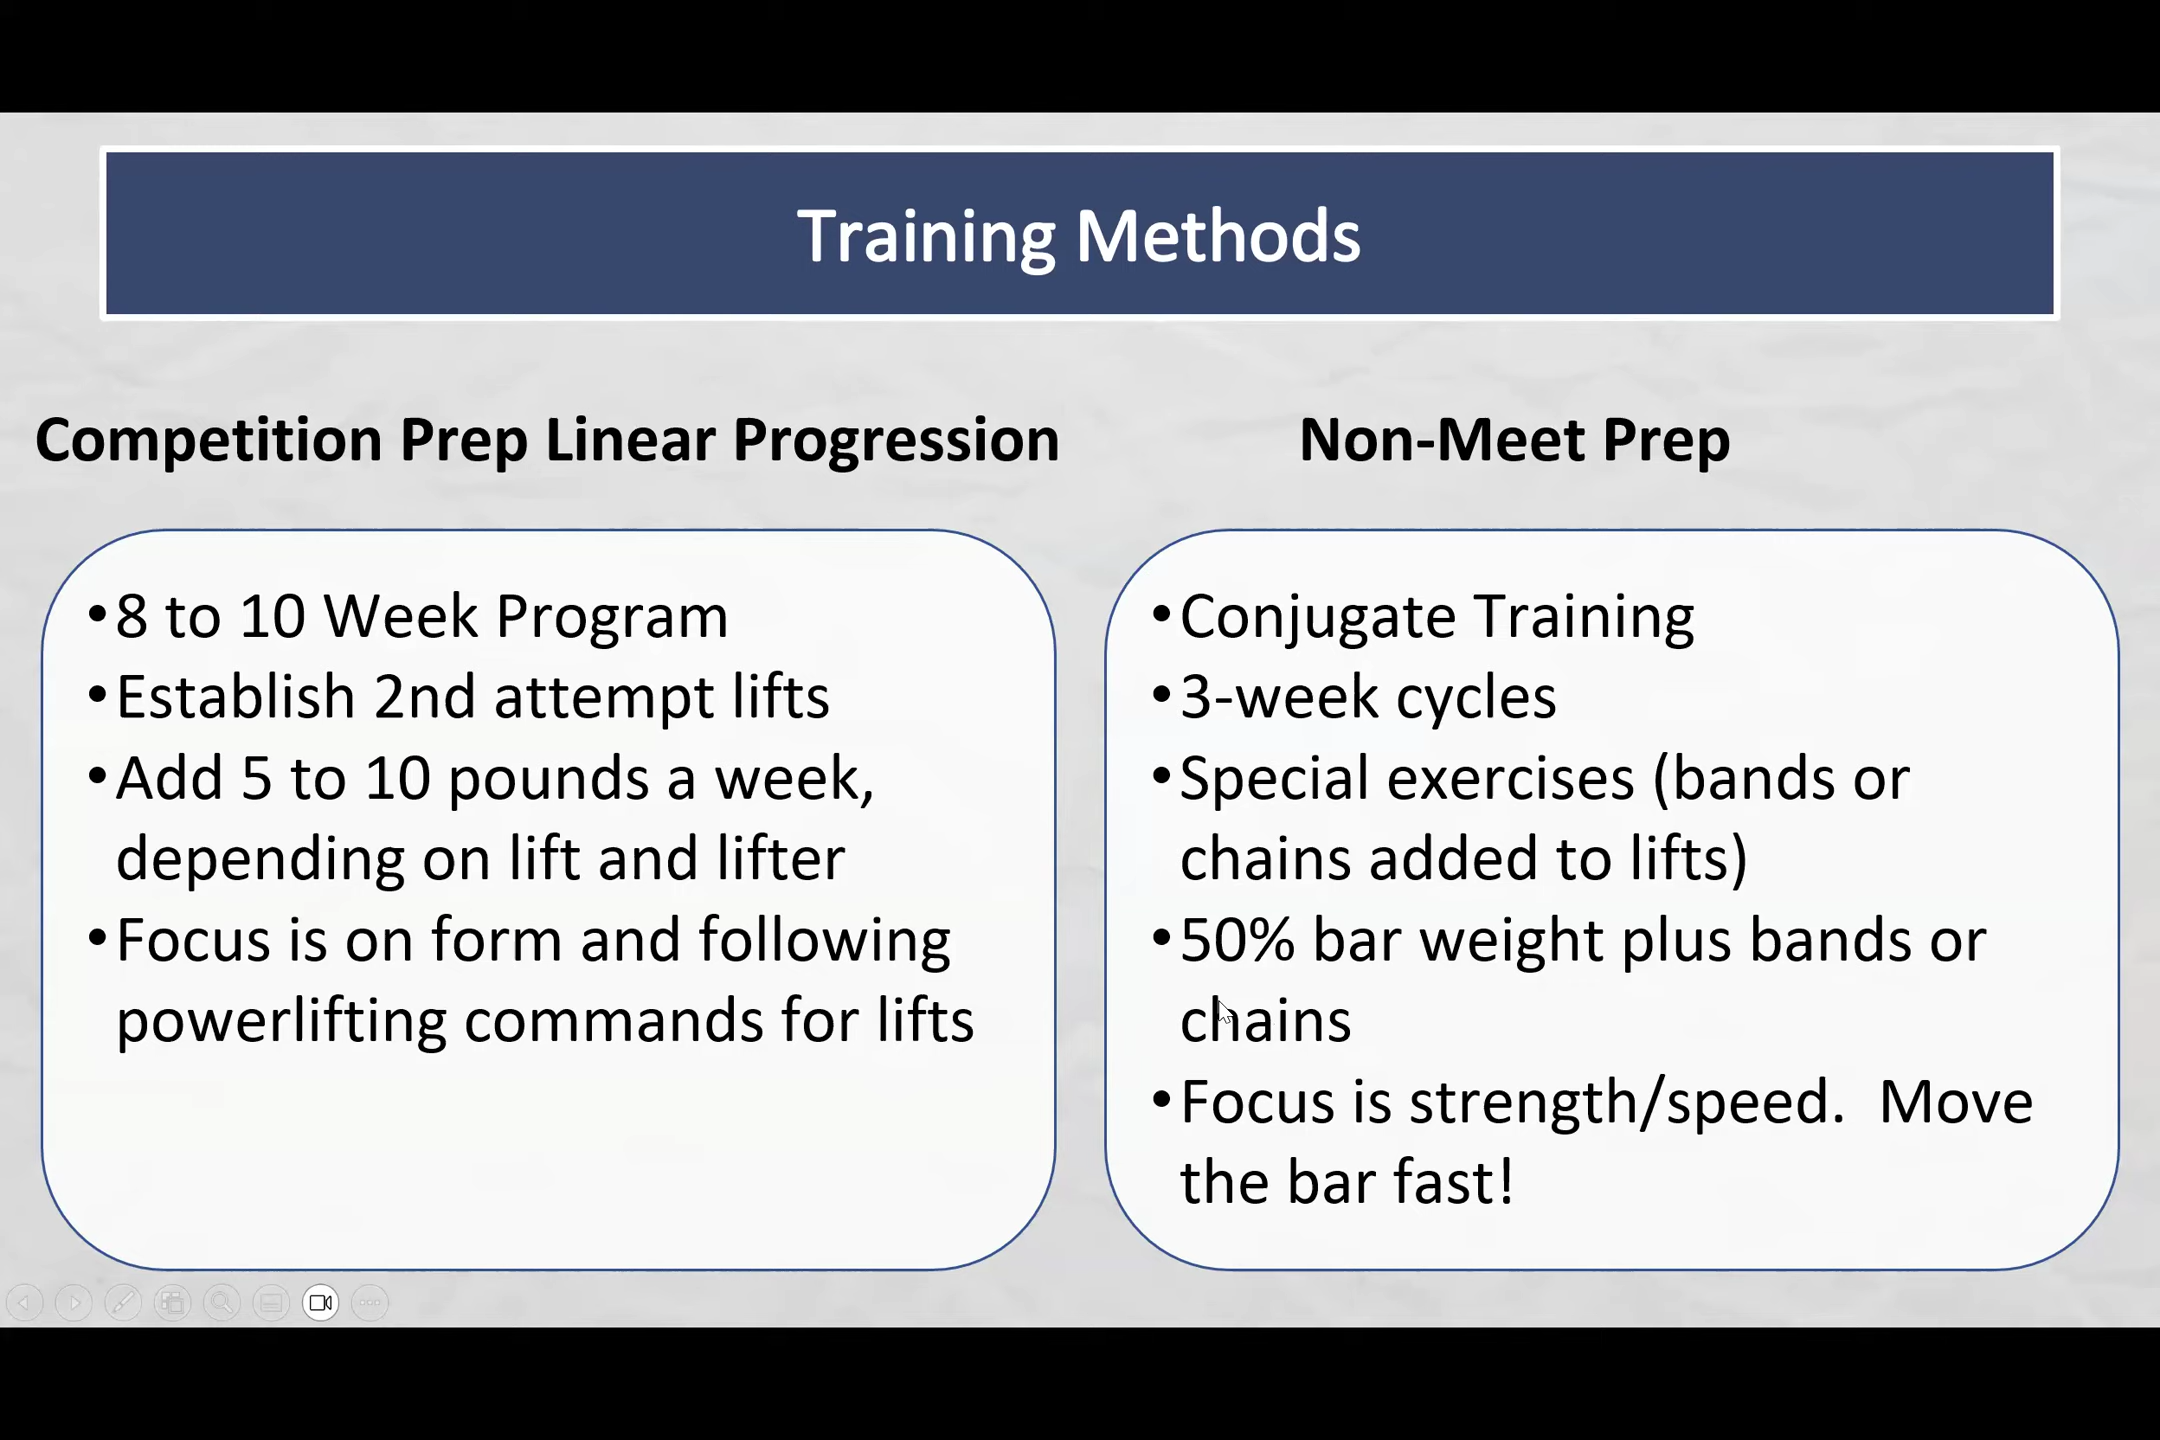 Training Methods
Competition Prep Linear Progression
•8 to 10 Week Program
•Establish 2nd attempt lifts
•Add 5 to 10 pounds a week,
depending on lift and lifter
•Focus is on form and following
powerlifting commands for lifts
Non-Meet Prep
•Conjugate Training
•3-week cycles
•Special exercises (bands or
chains added to lifts)
•50% bar weight plus bands or
chains
•Focus is strength/speed.  Move
the bar fast!